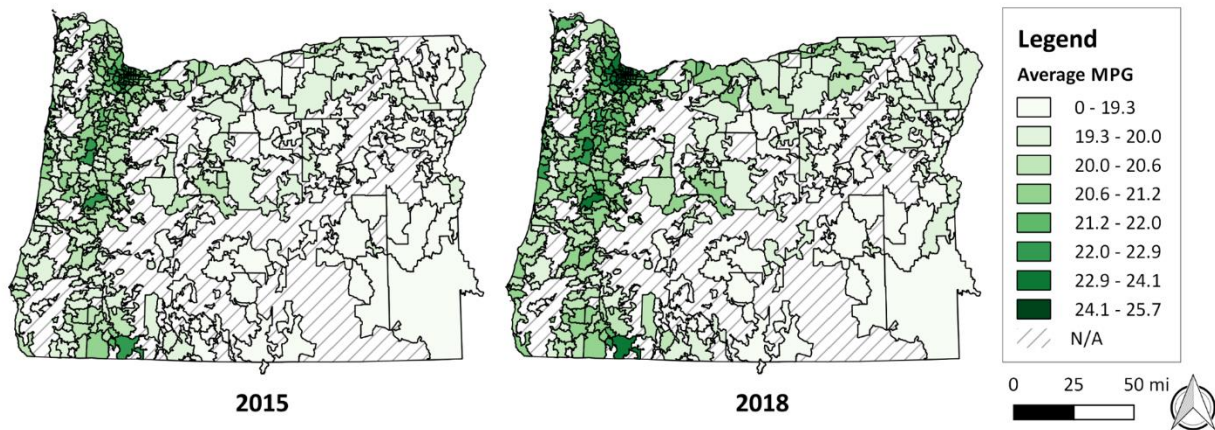 2015
2018
Legend
Average MPG
0 - 19.3
19.3 - 20.0
20.0 - 20.6
20.6 - 21.2
21.2 - 22.0
22.0 - 22.9
22.9 - 24.1
24.1 - 25.7
N/A
0 25 50 mi